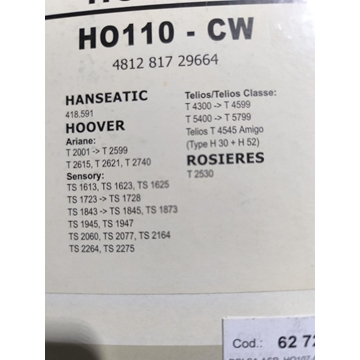 HO110 - CW
4812 817 29664
HANSEATIC
418.591
HOOVER
Ariane:
T 2001 -> T 2599
T 2615, T 2621, T 2740
Sensory:
TS 1613, TS 1623, TS 1625
TS 1723 -> TS 1728
TS 1843 -> TS 1845, TS 1873
TS 1945, TS 1947
TS 2060, TS 2077, TS 2164
TS 2264, TS 2275
Telios/Telios Classe:
T 4300 -> T 4599
T 5400 -> T 5799
Telios T 4545 Amigo
(Type H 30 + H 52)
ROSIERES
T 2530
Cod.: 62 72